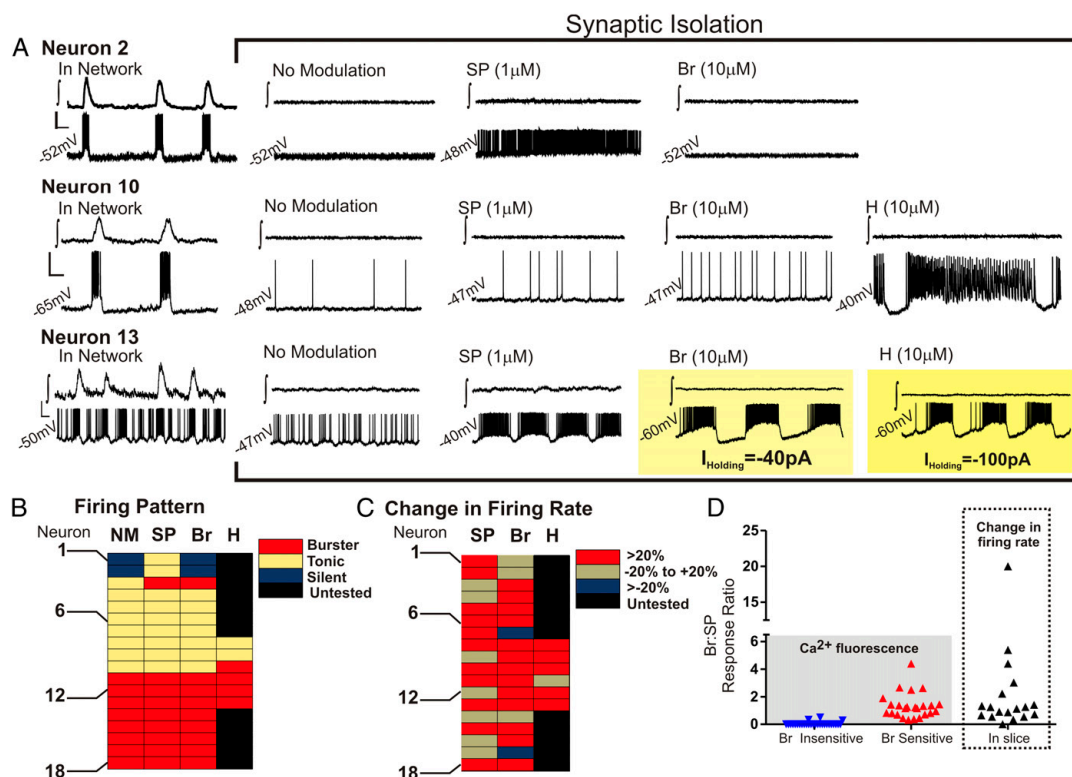 Synaptic Isolation
A
Neuron 2
In Network
No Modulation
SP (1µM)
Br (10µM)
∫
∫
∫
∫
-52mV
-52mV
-48mV
-52mV
Neuron 10
In Network
No Modulation
SP (1µM)
Br (10µM)
H (10µM)
∫
∫
∫
∫
∫
-65mV
-48mV
-47mV
-47mV
-40mV
Neuron 13
In Network
No Modulation
SP (1µM)
Br (10µM)
H (10µM)
∫
∫
∫
∫
∫
-50mV
-47mV
-40mV
-60mV
-60mV
I Holding=-40pA
I Holding=-100pA
B
Firing Pattern
Neuron
NM
SP
Br
H
1
6
12
18
Burster
Tonic
Silent
Untested
C
Change in Firing Rate
Neuron
SP
Br
H
1
6
12
18
>20%
-20% to +20%
>-20%
Untested
D
Br:SP
Response Ratio
25
20
15
10
6
4
2
0
Ca2+ fluorescence
Change in
firing rate
Br Insensitive
Br Sensitive
In slice